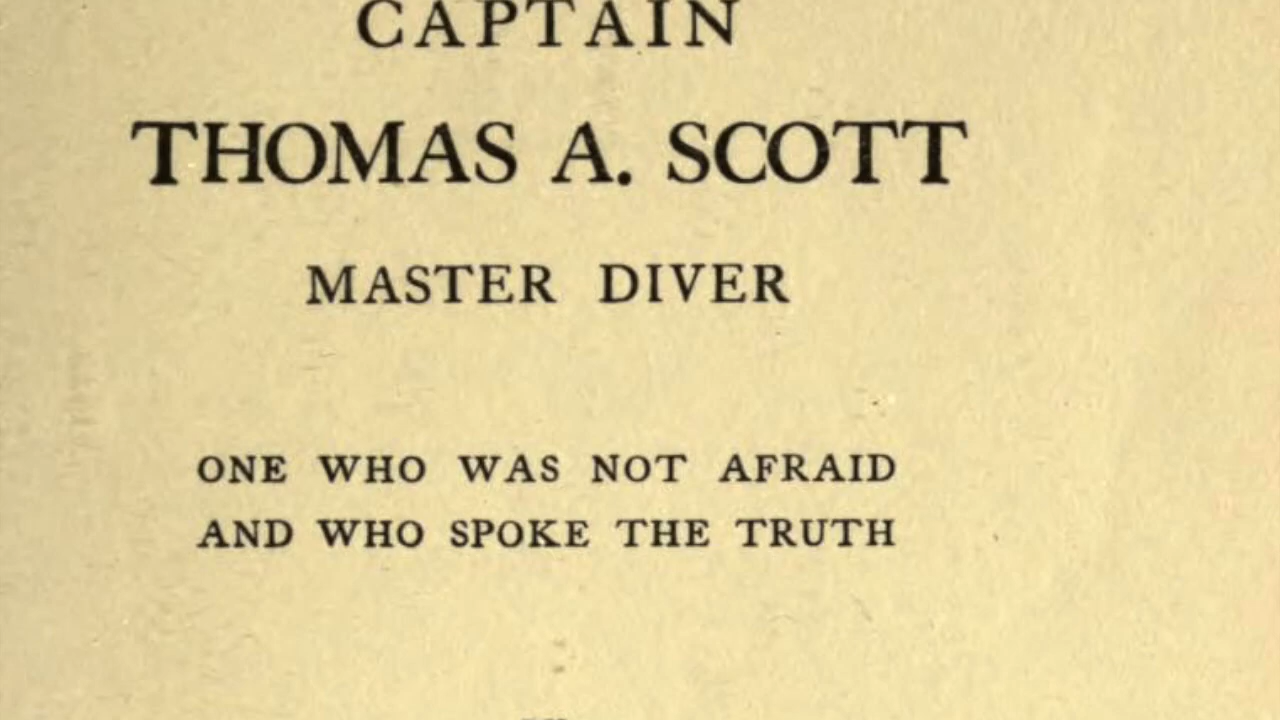 CAPTAIN
THOMAS A. SCOTT
MASTER DIVER
ONE WHO WAS NOT AFRAID
AND WHO SPOKE THE TRUTH